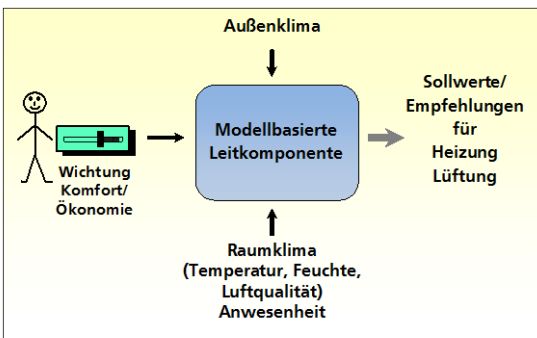 Außenklima
Wichtung
Komfort/
Ökonomie
Modellbasierte
Leitkomponente
Sollwerte/
Empfehlungen
für
Heizung
Lüftung
Raumklima
(Temperatur, Feuchte,
Luftqualität)
Anwesenheit